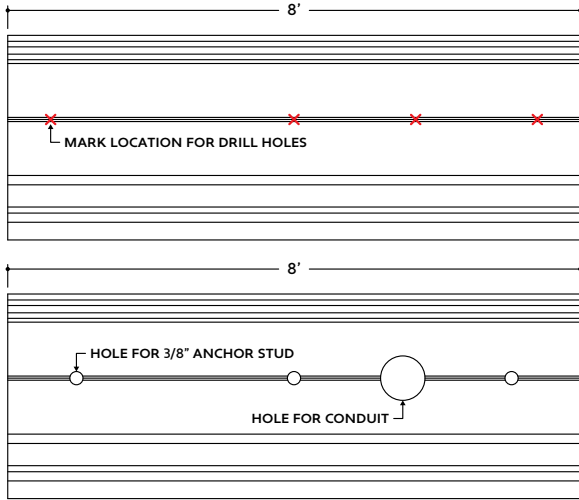 8’
MARK LOCATION FOR DRILL HOLES
8’
HOLE FOR 3/8” ANCHOR STUD
HOLE FOR CONDUIT